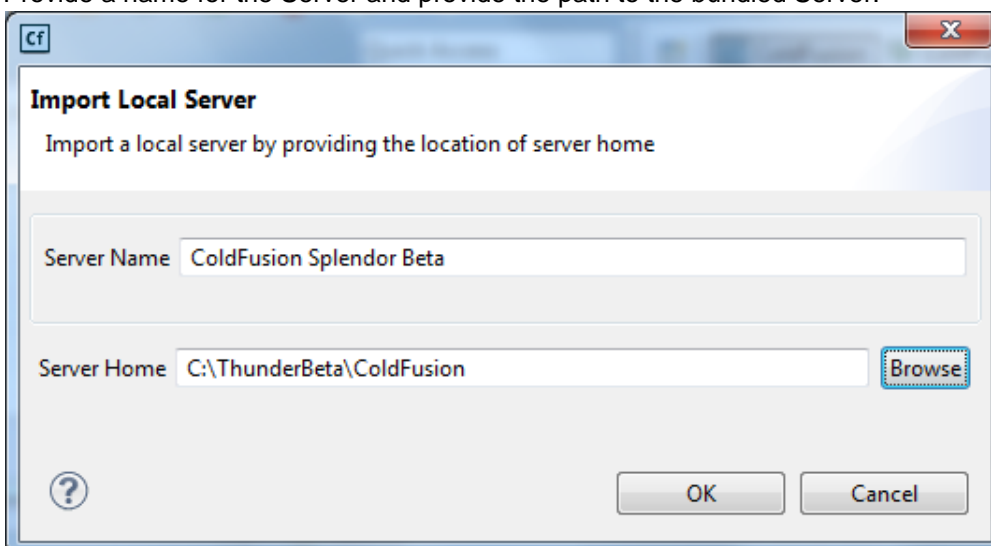 Provide a name for the Server and provide the path to the bundled Server.
Cf
x
Import Local Server
Import a local server by providing the location of server home
Server Name ColdFusion Splendor Beta
Server Home C:\ThunderBeta\ColdFusion Browse
?
OK Cancel